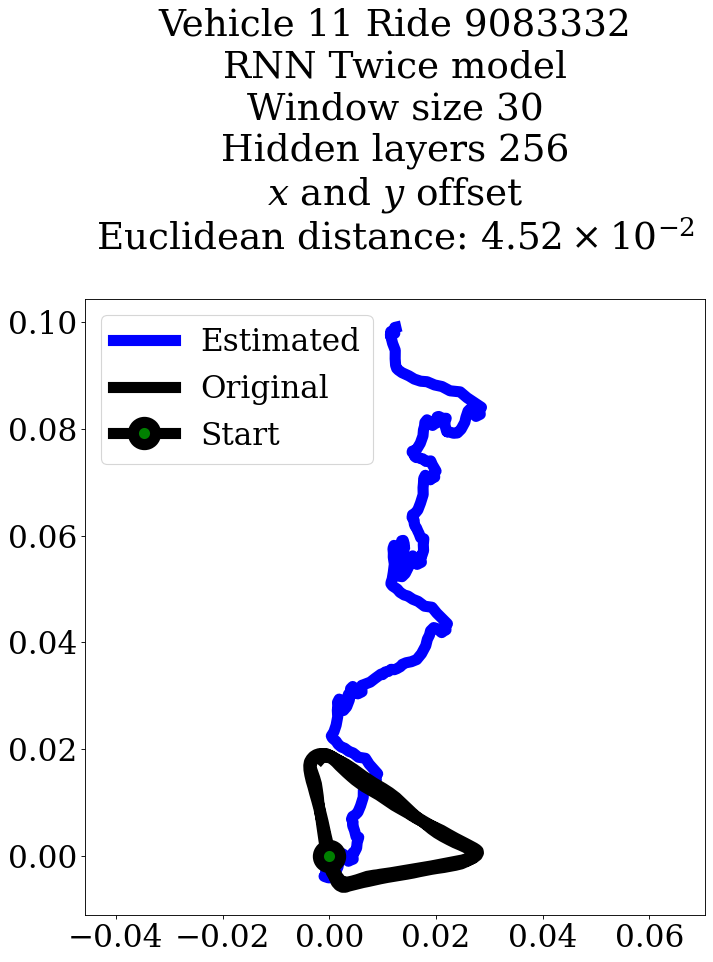 Vehicle 11 Ride 9083332
RNN Twice model
Window size 30
Hidden layers 256
x and y offset
Euclidean distance: 4.52 × 10⁻²
Estimated
Original
Start
0.10
0.08
0.06
0.04
0.02
0.00
−0.04 −0.02 0.00 0.02 0.04 0.06